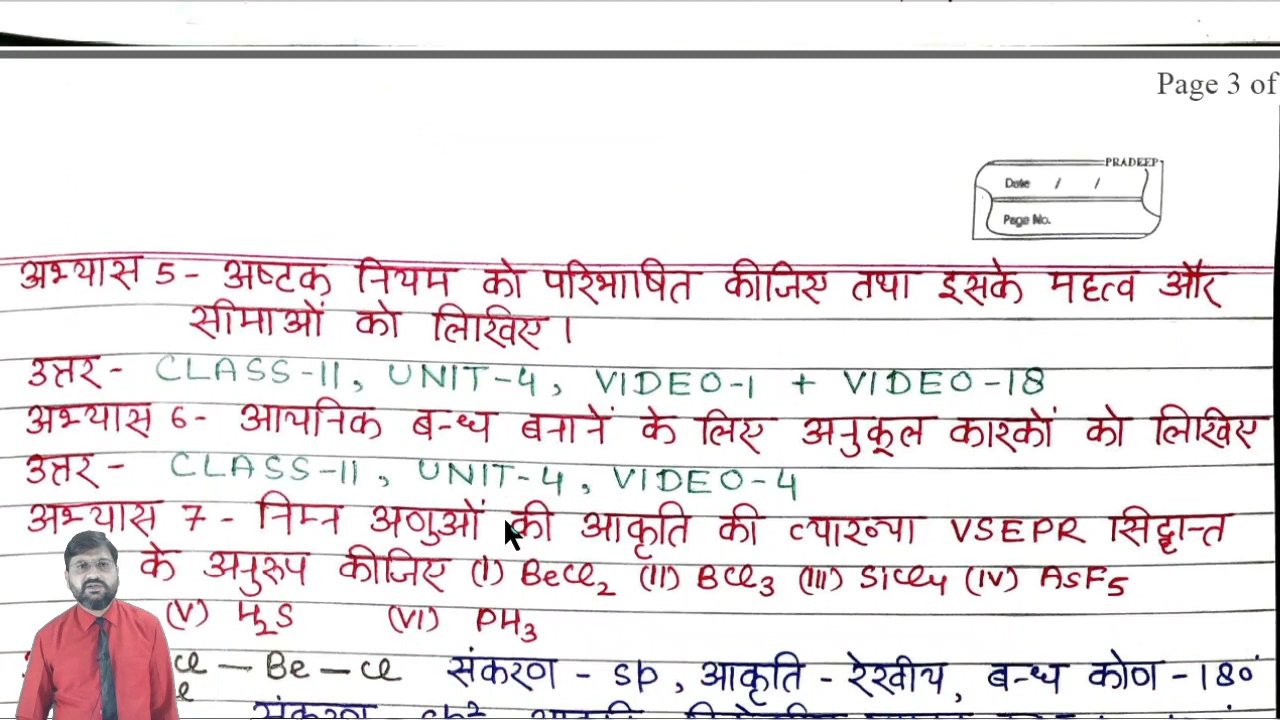 Page 3 of
PRADEEP
Date / /
Page No.
अभ्यास 5 - अष्टक नियम को परिभाषित कीजिए तथा इसके महत्व और
सीमाओं को लिखिए।
उत्तर - CLASS-11, UNIT-4, VIDEO-1 + VIDEO-18
अभ्यास 6 - आयनिक बन्ध बनाने के लिए अनुकूल कारकों को लिखिए
उत्तर - CLASS-11, UNIT-4, VIDEO-4
अभ्यास 7 - निम्न अणुओं की आकृति की व्याख्या VSEPR सिद्धान्त
के अनुरुप कीजिए (I) BeCl₂ (II) BCl₃ (III) SiCl₄ (IV) AsF₅
(V) H₂S (VI) PH₃
Cl — Be — Cl संकरण - sp, आकृति - रेखीय, बन्ध कोण - 180°
संकरण sp²